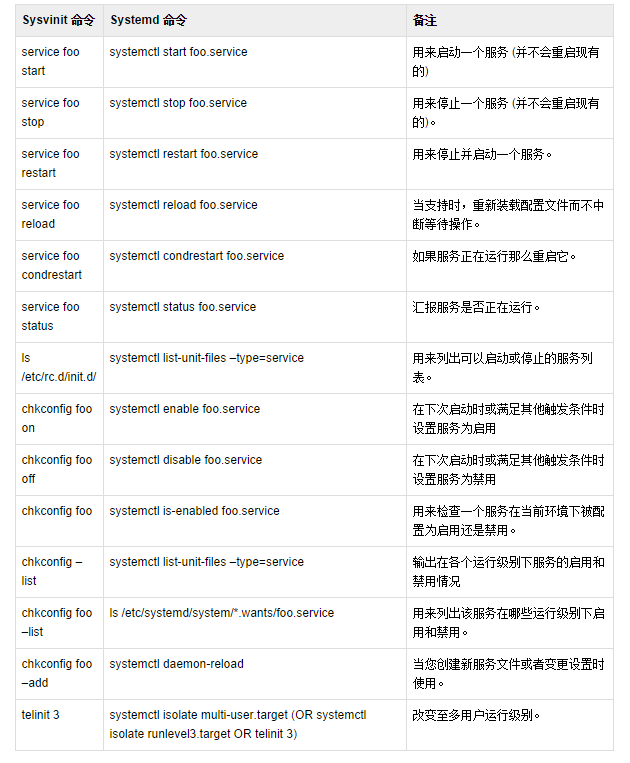 Sysvinit 命令 Systemd 命令 备注
service foo systemctl start foo.service 用来启动一个服务 (并不会重启现有
start 的)
service foo systemctl stop foo.service 用来停止一个服务 (并不会重启现有
stop 的)。
service foo systemctl restart foo.service 用来停止并启动一个服务。
restart
service foo systemctl reload foo.service 当支持时，重新装载配置文件而不中
reload 断等待操作。
service foo systemctl condrestart foo.service 如果服务正在运行那么重启它。
condrestart
service foo systemctl status foo.service 汇报服务是否正在运行。
status
ls systemctl list-unit-files –type=service 用来列出可以启动或停止的服务列
/etc/rc.d/init.d/ 表。
chkconfig foo systemctl enable foo.service 在下次启动时或满足其他触发条件时
on 设置服务为启用
chkconfig foo systemctl disable foo.service 在下次启动时或满足其他触发条件时
off 设置服务为禁用
chkconfig foo systemctl is-enabled foo.service 用来检查一个服务在当前环境下被配
置为启用还是禁用。
chkconfig – systemctl list-unit-files –type=service 输出在各个运行级别下服务的启用和
list 禁用情况
chkconfig foo ls /etc/systemd/system/*.wants/foo.service 用来列出该服务在哪些运行级别下启
–list 用和禁用。
chkconfig foo systemctl daemon-reload 当您创建新服务文件或者变更设置时
–add 使用。
telinit 3 systemctl isolate multi-user.target (OR systemctl 改变至多用户运行级别。
isolate runlevel3.target OR telinit 3)